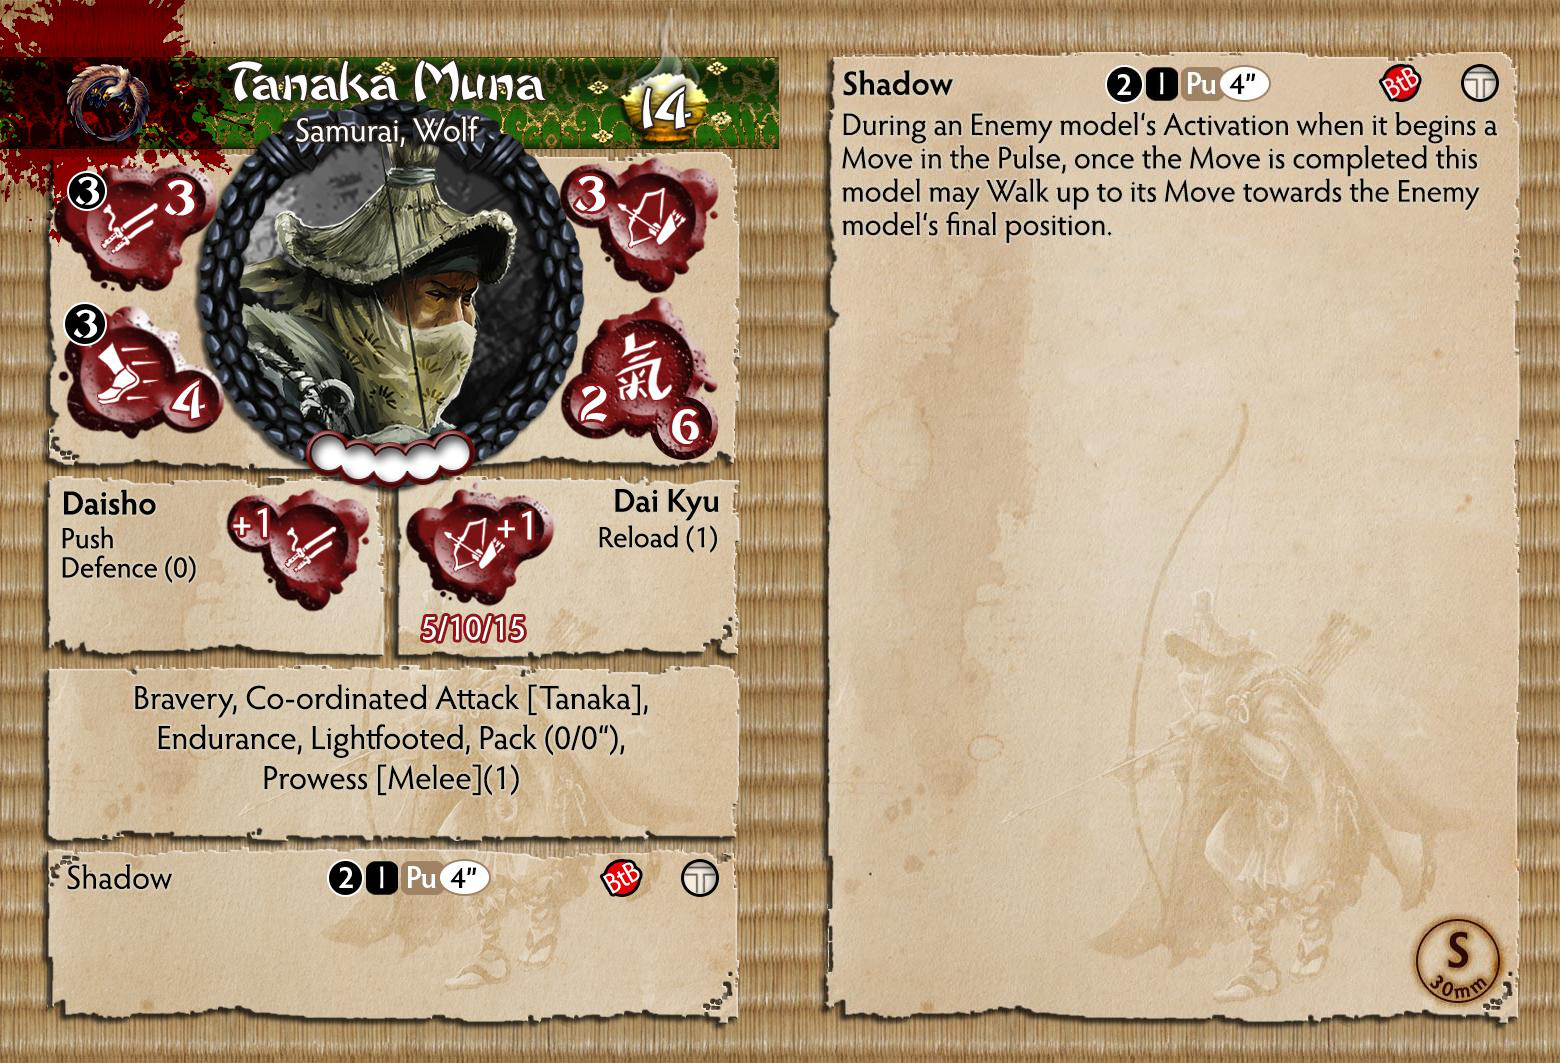 Tanaka Muna
14
Samurai, Wolf
3 3
3
3 4
氣
2 6
Daisho
+1
Push
Defence (0)
Dai Kyu
+1
Reload (1)
5/10/15
Bravery, Co-ordinated Attack [Tanaka],
Endurance, Lightfooted, Pack (0/0"),
Prowess [Melee](1)
Shadow 2 1 Pu 4" BtB T
Shadow 2 1 Pu 4" BtB T
During an Enemy model's Activation when it begins a
Move in the Pulse, once the Move is completed this
model may Walk up to its Move towards the Enemy
model's final position.
S
30mm